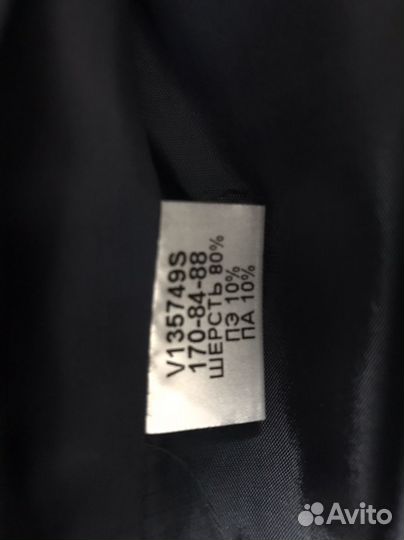 V135749S
170-84-88
ШЕРСТЬ 80%
ПЭ 10%
ПА 10%
Avito